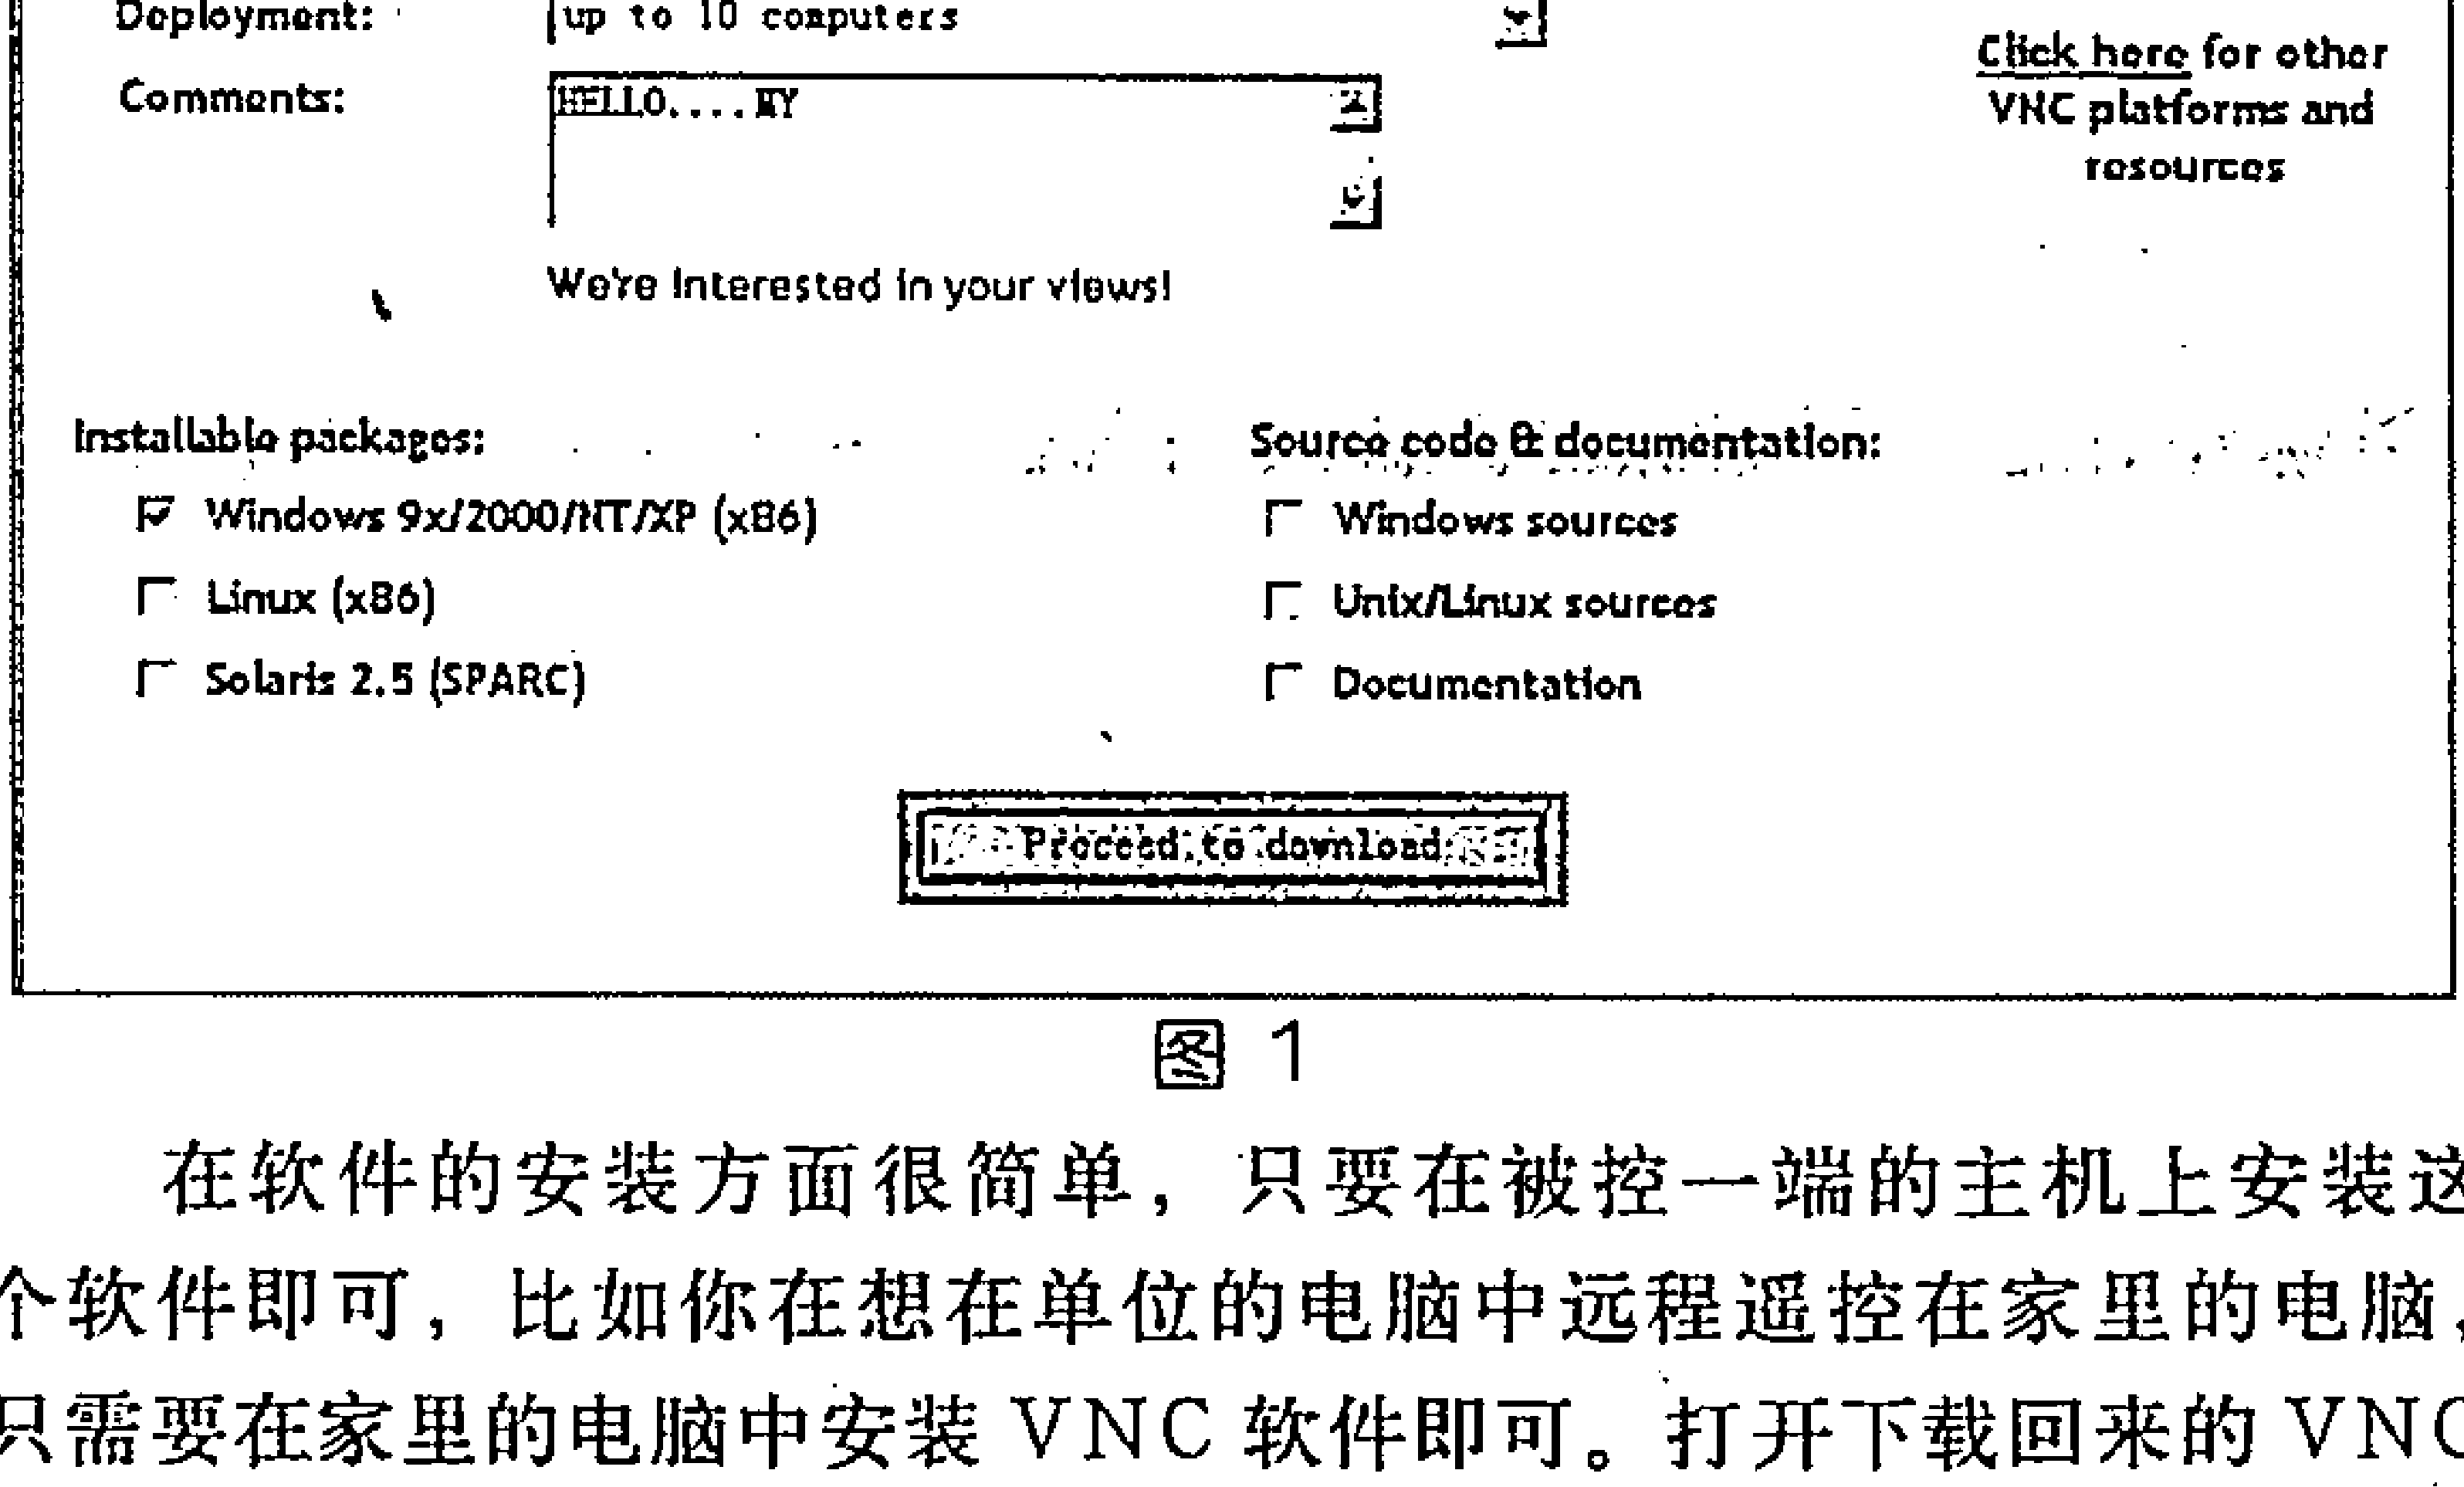 Deployment: up to 10 computers
Comments: HELLO....MY
Click here for other
VNC platforms and
resources
We're interested in your views!
Installable packages: Source code & documentation:
Windows 9x/2000/NT/XP (x86) Windows sources
Linux (x86) Unix/Linux sources
Solaris 2.5 (SPARC) Documentation
Proceed to download
图 1
在软件的安装方面很简单，只要在被控一端的主机上安装这
个软件即可，比如你在想在单位的电脑中远程遥控在家里的电脑，
只需要在家里的电脑中安装 VNC 软件即可。打开下载回来的 VNC